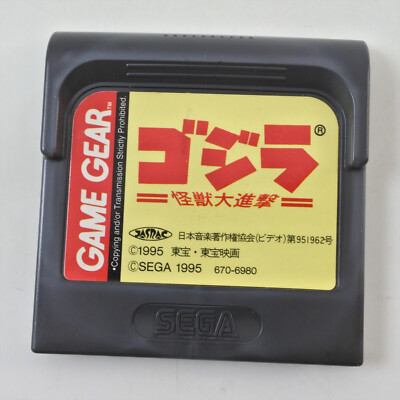 GAME GEAR™
•Copying and/or Transmission Strictly Prohibited.
ゴジラ®
=怪獣大進撃=
JASRAC
日本音楽著作権協会(ビデオ)第951962号
©1995 東宝・東宝映画
©SEGA 1995 670-6980
SEGA